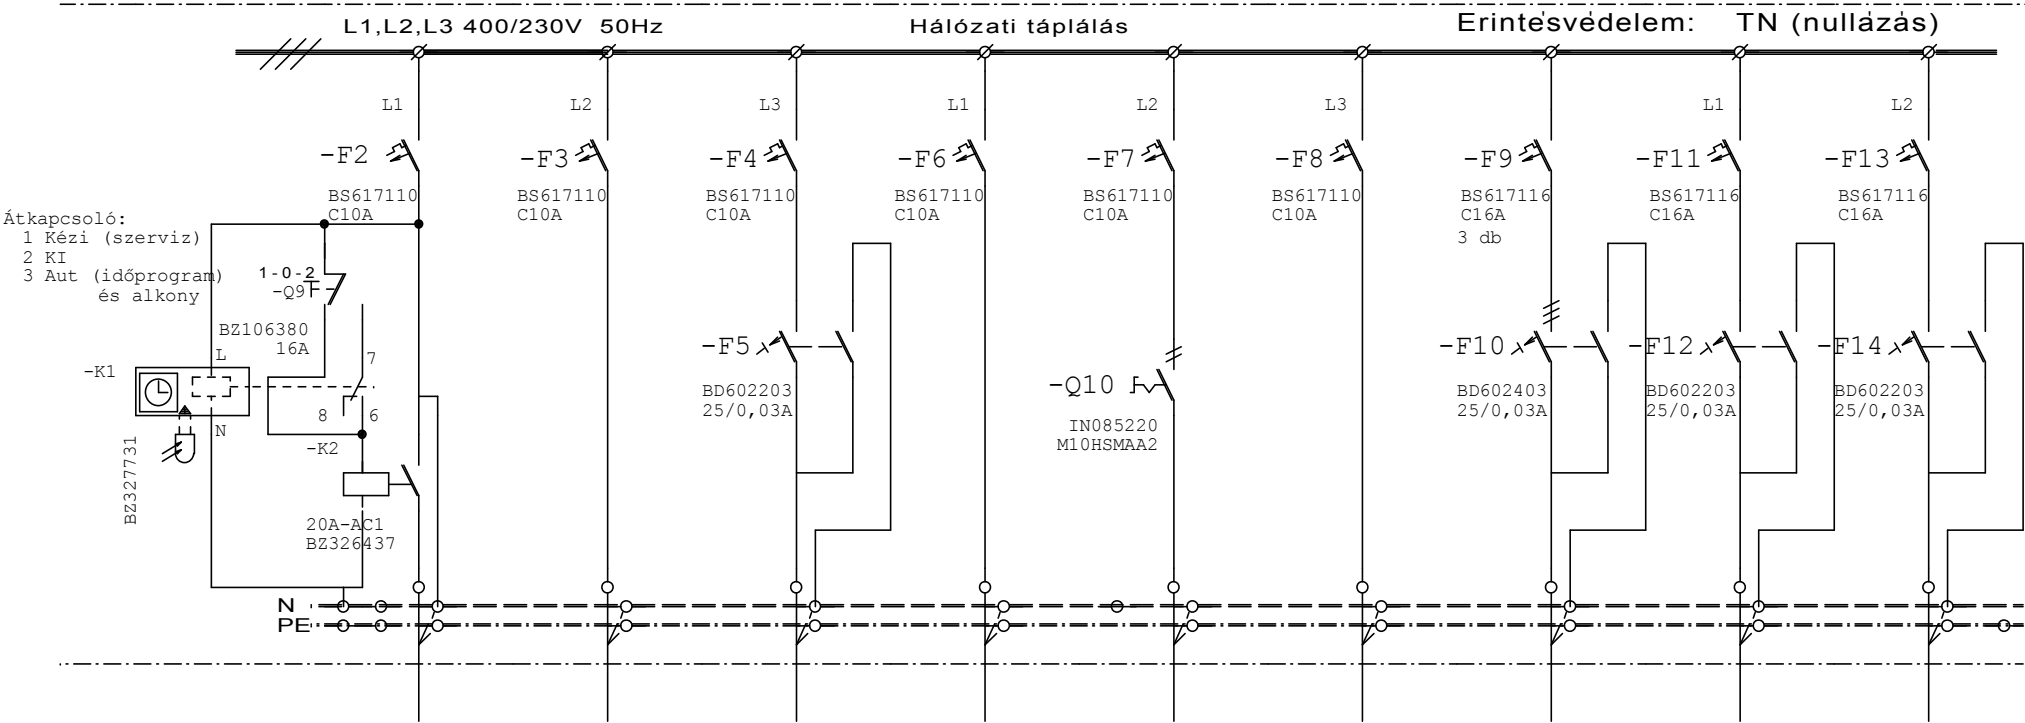 L1,L2,L3 400/230V 50Hz
Hálózati táplálás
Érintésvédelem: TN (nullázás)
L1
L2
L3
L1
L2
L3
L1
L2
-F2
-F3
-F4
-F6
-F7
-F8
-F9
-F11
-F13
BS617110
C10A
BS617110
C10A
BS617110
C10A
BS617110
C10A
BS617110
C10A
BS617110
C10A
BS617116
C16A
3 db
BS617116
C16A
BS617116
C16A
Átkapcsoló:
1 Kézi (szerviz)
2 KI
3 Aut (időprogram)
és alkony
1-0-2
-Q9
BZ106380
16A
L
7
-K1
8
6
N
-K2
BZ327731
20A-AC1
BZ326437
-F5
BD602203
25/0,03A
-Q10
IN085220
M10HSMAA2
-F10
BD602403
25/0,03A
-F12
BD602203
25/0,03A
-F14
BD602203
25/0,03A
N
PE